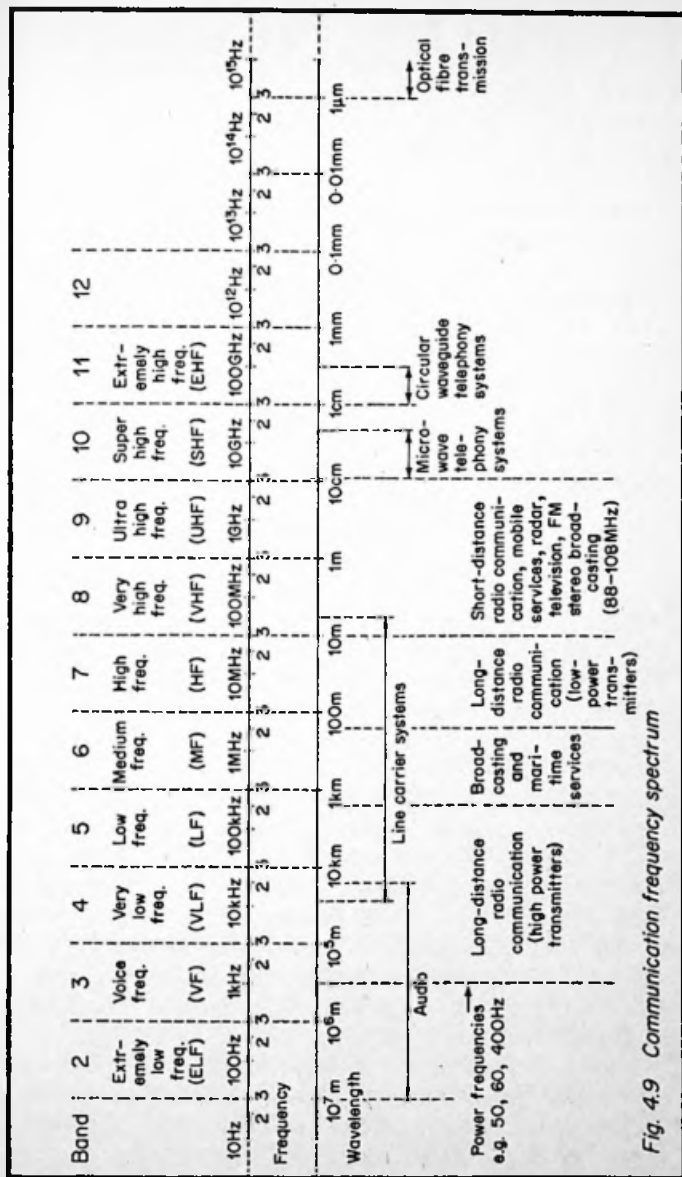 Band
2
3
4
5
6
7
8
9
10
11
12
Extr-
emely
low
freq.
(ELF)
Voice
freq.
(VF)
Very
low
freq.
(VLF)
Low
freq.
(LF)
Medium
freq.
(MF)
High
freq.
(HF)
Very
high
freq.
(VHF)
Ultra
high
freq.
(UHF)
Super
high
freq.
(SHF)
Extr-
emely
high
freq.
(EHF)
10Hz 100Hz 1kHz 10kHz 100kHz 1MHz 10MHz 100MHz 1GHz 10GHz 100GHz 10¹²Hz 10¹³Hz 10¹⁴Hz 10¹⁵Hz
2 3 2 3 2 3 2 3 2 3 2 3 2 3 2 3 2 3 2 3 2 3 2 3 2 3 2 3
Frequency
Wavelength
10⁷m 10⁶m 10⁵m 10km 1km 100m 10m 1m 10cm 1cm 1mm 0·1mm 0·01mm 1μm
Audio
Line carrier systems
Power frequencies
e.g. 50, 60, 400Hz
Long-distance
radio
communication
(high power
transmitters)
Broad-
casting
and
mari-
time
services
Long-
distance
radio
communi-
cation
(low-
power
trans-
mitters)
Short-distance
radio communi-
cation, mobile
services, radar,
television, FM
stereo broad-
casting
(88-108MHz)
Micro-
wave
tele-
phony
systems
Circular
waveguide
telephony
systems
Optical
fibre
trans-
mission
Fig. 4.9 Communication frequency spectrum